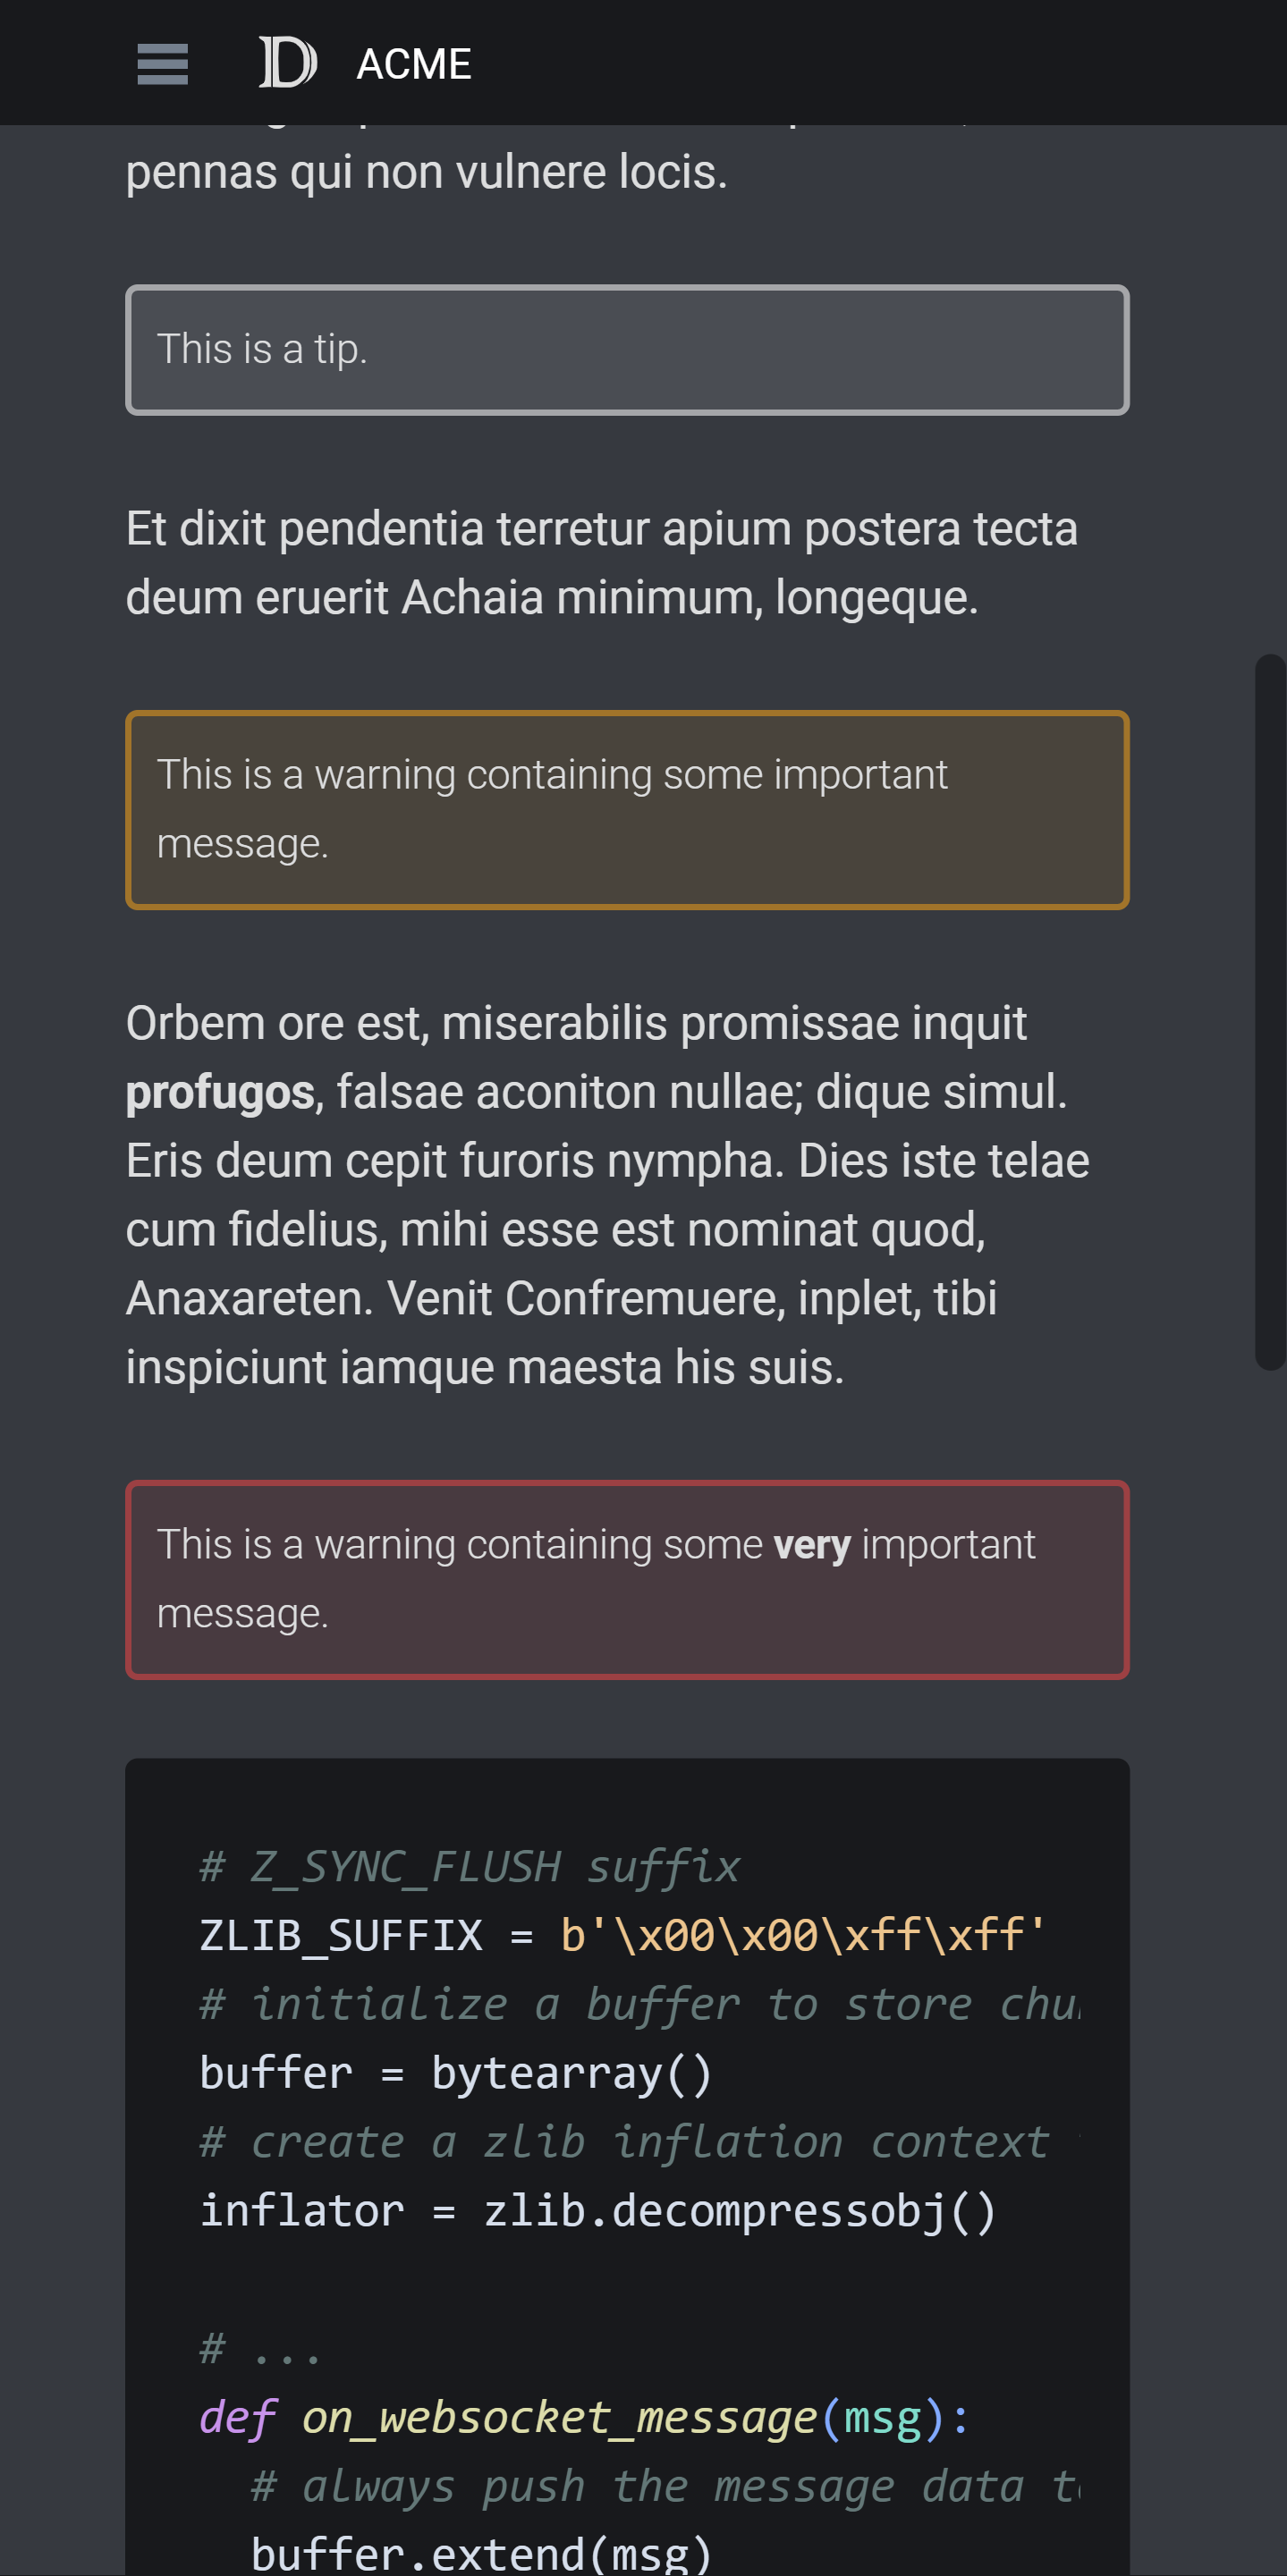 ACME
pennas qui non vulnere locis.
This is a tip.
Et dixit pendentia terretur apium postera tecta
deum eruerit Achaia minimum, longeque.
This is a warning containing some important
message.
Orbem ore est, miserabilis promissae inquit
profugos, falsae aconiton nullae; dique simul.
Eris deum cepit furoris nympha. Dies iste telae
cum fidelius, mihi esse est nominat quod,
Anaxareten. Venit Confremuere, inplet, tibi
inspiciunt iamque maesta his suis.
This is a warning containing some very important
message.
# Z_SYNC_FLUSH suffix
ZLIB_SUFFIX = b'\x00\x00\xff\xff'
# initialize a buffer to store
buffer = bytearray()
# create a zlib inflation context
inflator = zlib.decompressobj()
# ...
def on_websocket_message(msg):
# always push the message data
buffer.extend(msg)